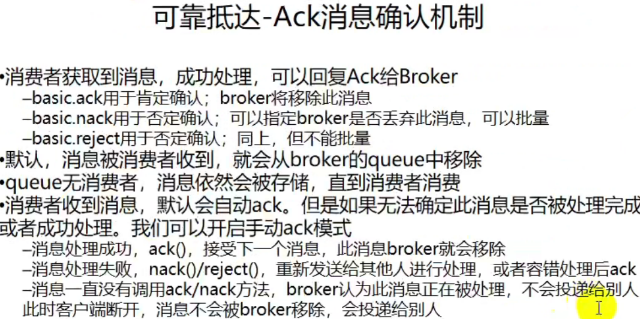 可靠抵达-Ack消息确认机制
•消费者获取到消息，成功处理，可以回复Ack给Broker
–basic.ack用于肯定确认；broker将移除此消息
–basic.nack用于否定确认；可以指定broker是否丢弃此消息，可以批量
–basic.reject用于否定确认；同上，但不能批量
•默认，消息被消费者收到，就会从broker的queue中移除
•queue无消费者，消息依然会被存储，直到消费者消费
•消费者收到消息，默认会自动ack。但是如果无法确定此消息是否被处理完成，
或者成功处理。我们可以开启手动ack模式
–消息处理成功，ack()，接受下一个消息，此消息broker就会移除
–消息处理失败，nack()/reject()，重新发送给其他人进行处理，或者容错处理后ack
–消息一直没有调用ack/nack方法，broker认为此消息正在被处理，不会投递给别人，
此时客户端断开，消息不会被broker移除，会投递给别人